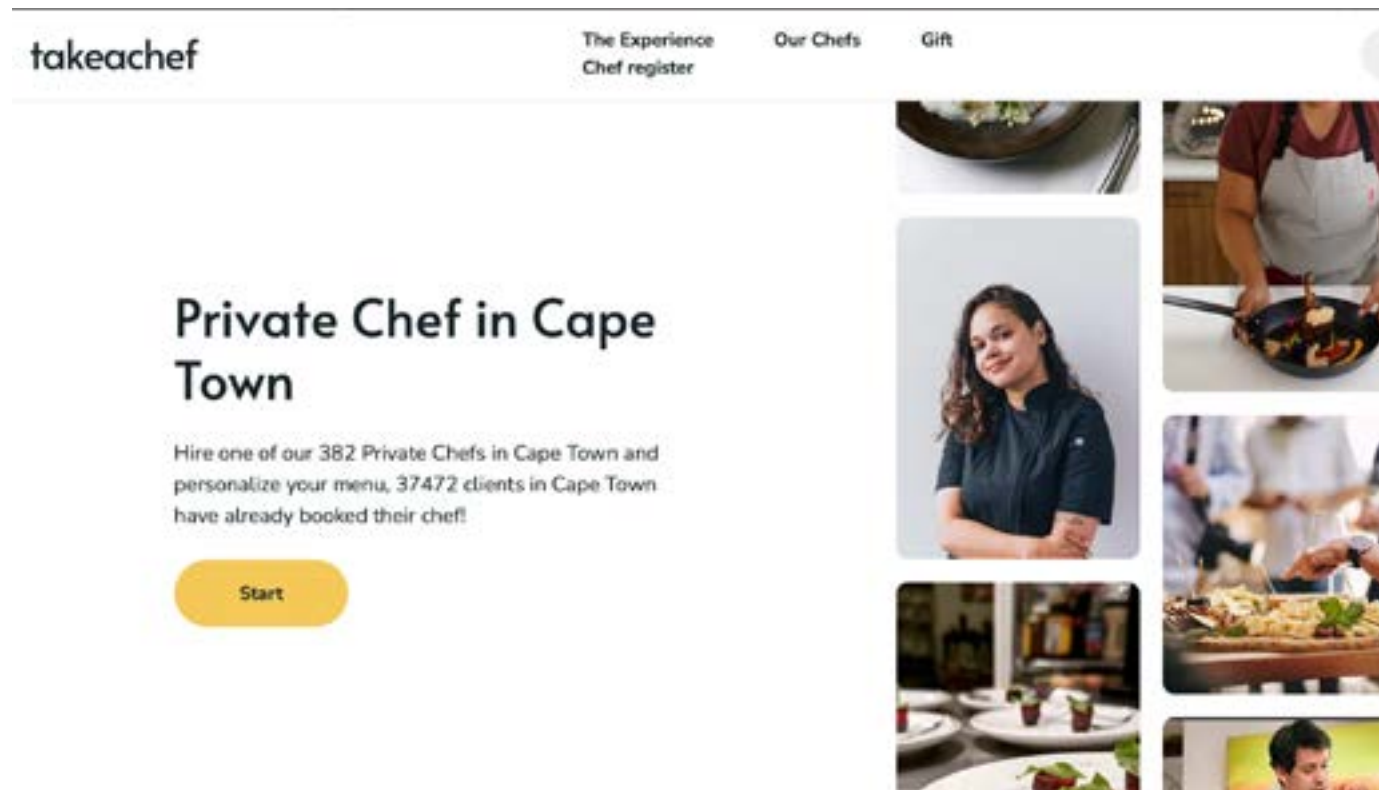 takeachef
The Experience
Our Chefs
Gift
Chef register
Private Chef in Cape
Town
Hire one of our 382 Private Chefs in Cape Town and
personalize your menu, 37472 clients in Cape Town
have already booked their chef!
Start